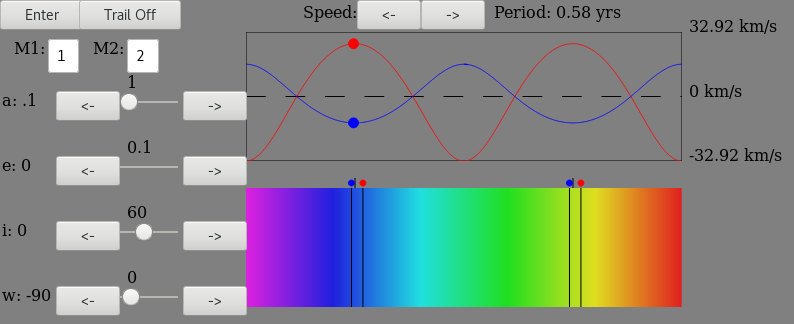 Enter Trail Off Speed: <- -> Period: 0.58 yrs
32.92 km/s
M1: 1 M2: 2
1
a: .1 <- -> 0 km/s
0.1
e: 0 <- -> -32.92 km/s
60
i: 0 <- ->
0
w: -90 <- ->